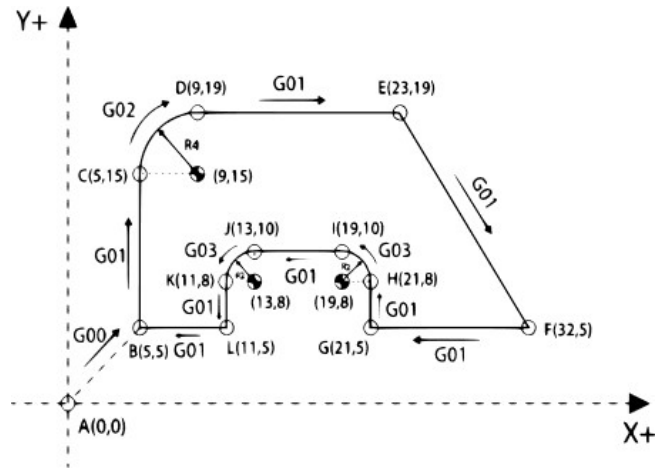 Y+
D(9,19)
G01
E(23,19)
G02
R4
C(5,15)
(9,15)
G01
J(13,10)
I(19,10)
G01
G03
G03
G01
K(11,8)
R2
R2
H(21,8)
G01
(13,8)
(19,8)
G01
G00
B(5,5)
G01
L(11,5)
G(21,5)
G01
F(32,5)
A(0,0)
X+